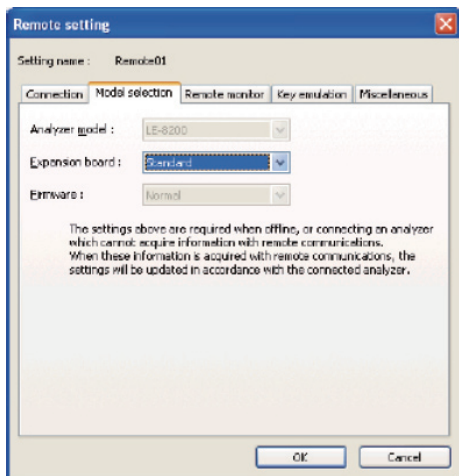 Remote setting
Setting name : Remote01
Connection Model selection Remote monitor Key emulation Miscellaneous
Analyzer model : LE-8200
Expansion board : Standard
Firmware : Normal
The settings above are required when offline, or connecting an analyzer
which cannot acquire information with remote communications.
When these information is acquired with remote communications, the
settings will be updated in accordance with the connected analyzer.
OK Cancel